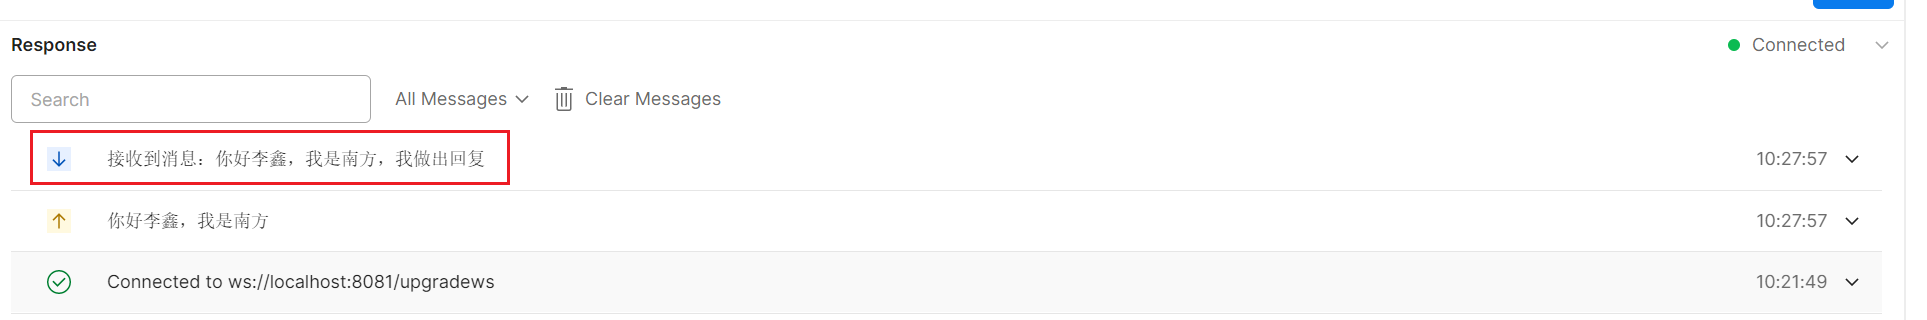 Response
Connected
Search
All Messages
Clear Messages
接收到消息：你好李鑫，我是南方，我做出回复
10:27:57
你好李鑫，我是南方
10:27:57
Connected to ws://localhost:8081/upgradews
10:21:49